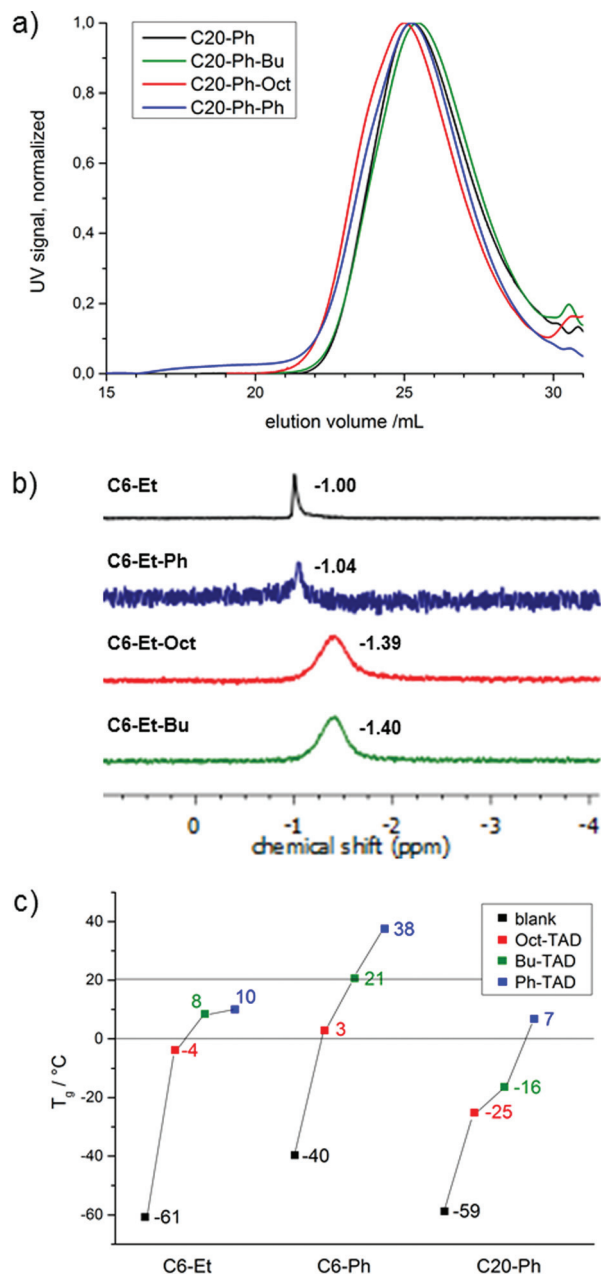 a)
C20-Ph
C20-Ph-Bu
C20-Ph-Oct
C20-Ph-Ph
1,0
0,8
0,6
0,4
0,2
0,0
UV signal, normalized
15 20 25 30
elution volume /mL
b)
C6-Et -1.00
C6-Et-Ph -1.04
C6-Et-Oct -1.39
C6-Et-Bu -1.40
0 -1 -2 -3 -4
chemical shift (ppm)
c)
blank
Oct-TAD
Bu-TAD
Ph-TAD
40
20
0
-20
-40
-60
Tg / °C
-61
-4
8
10
-40
3
21
38
-59
-25
-16
7
C6-Et C6-Ph C20-Ph